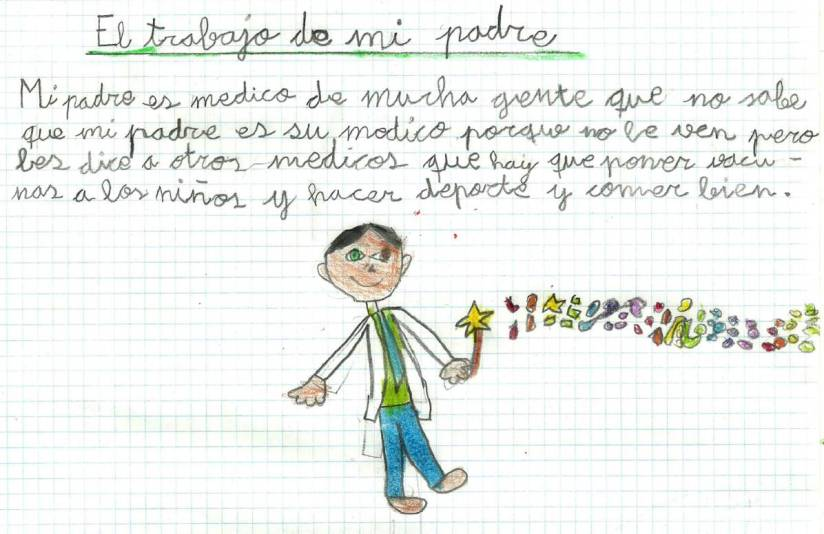 El trabajo de mi padre
Mi padre es medico de mucha gente que no sabe
que mi padre es su modico porque no le ven pero
les dice a otros medicos que hay que poner vacu-
nas a los niños y hacer deporte y comer bien.